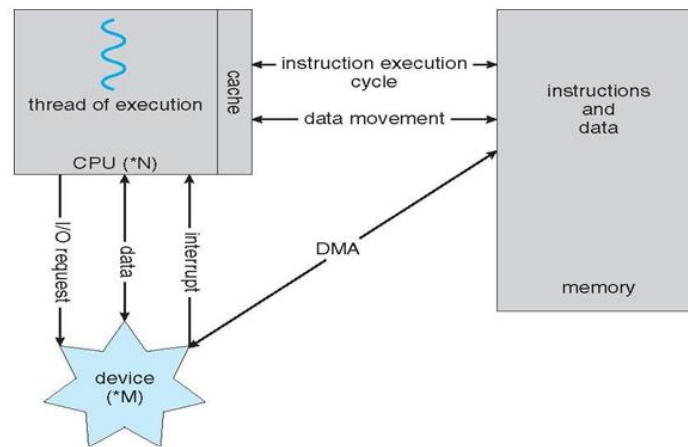 thread of execution
CPU (*N)
cache
instruction execution
cycle
data movement
instructions
and
data
memory
I/O request
data
interrupt
DMA
device
(*M)